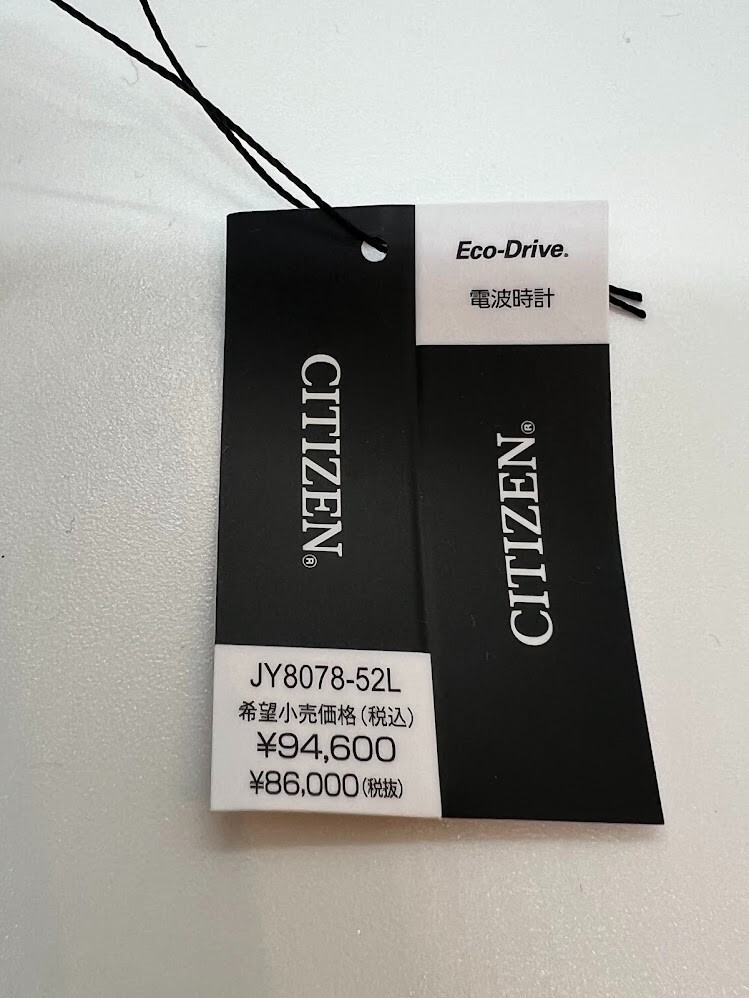 CITIZEN®
JY8078-52L
希望小売価格(税込)
¥94,600
¥86,000(税抜)
Eco-Drive®
電波時計
CITIZEN®